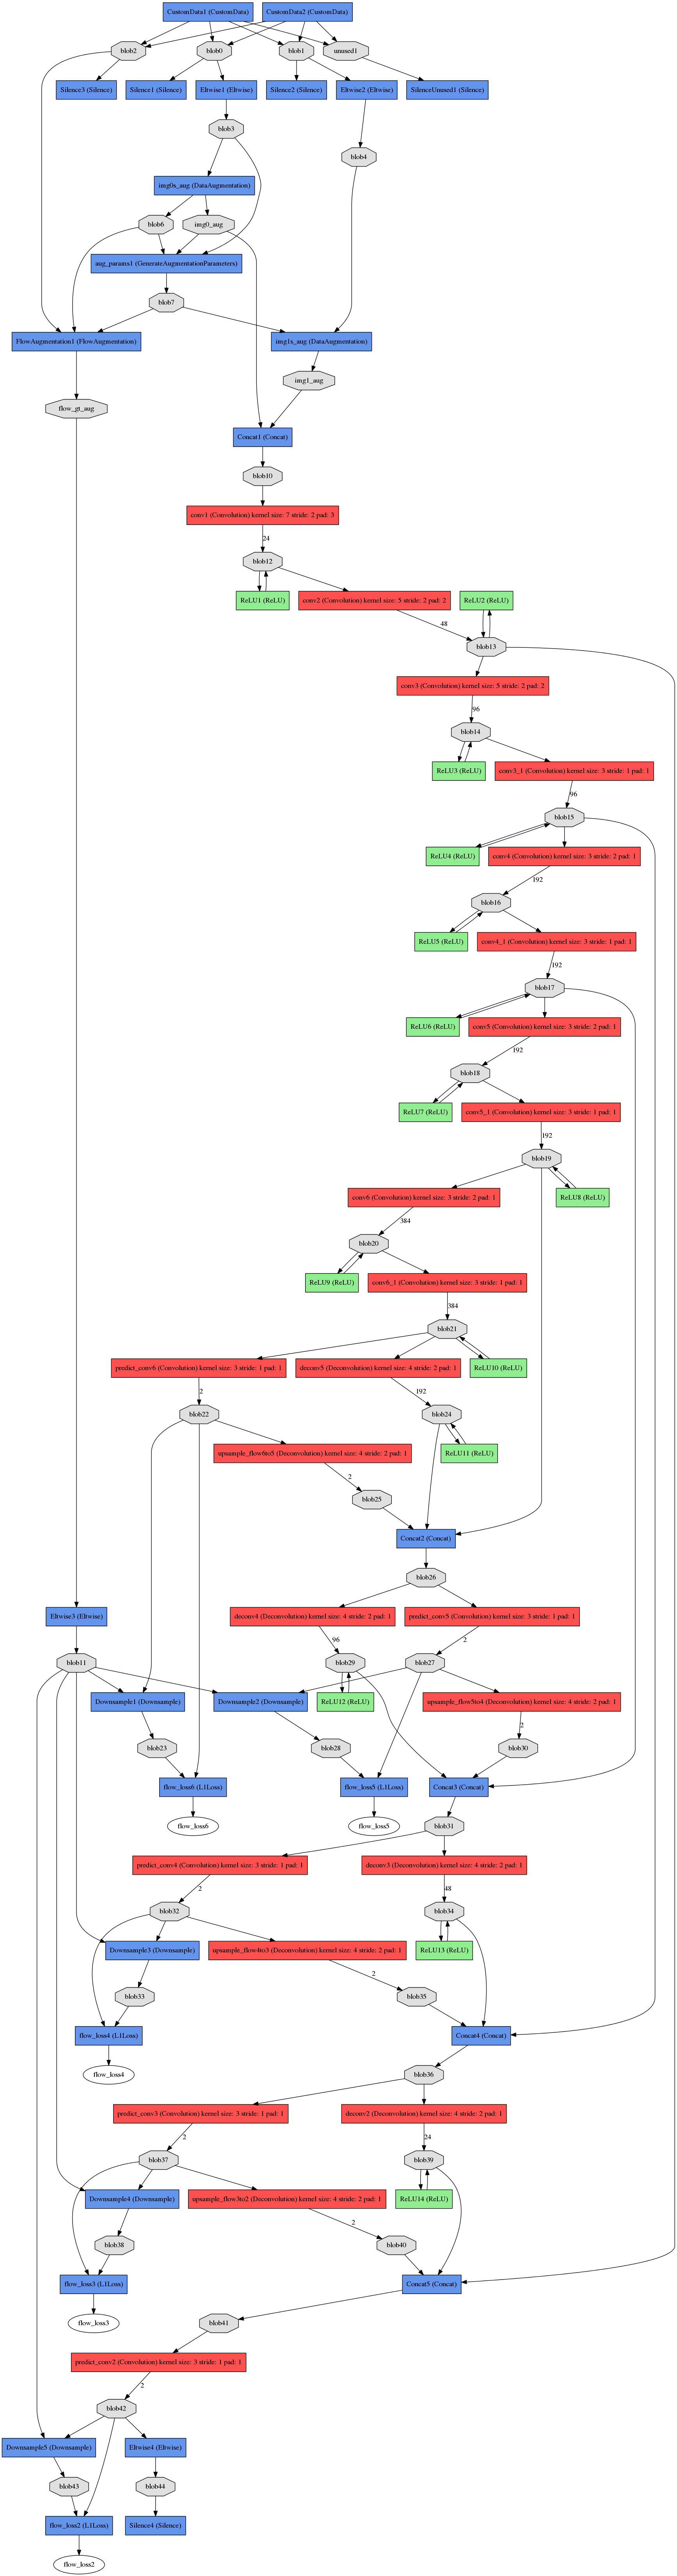 CustomData1 (CustomData)
CustomData2 (CustomData)
blob2
blob0
blob1
unused1
Silence3 (Silence)
Silence1 (Silence)
Eltwise1 (Eltwise)
Silence2 (Silence)
Eltwise2 (Eltwise)
SilenceUnused1 (Silence)
blob3
blob4
img0s_aug (DataAugmentation)
blob6
img0_aug
aug_params1 (GenerateAugmentationParameters)
blob7
FlowAugmentation1 (FlowAugmentation)
img1s_aug (DataAugmentation)
img1_aug
flow_gt_aug
Concat1 (Concat)
blob10
conv1 (Convolution) kernel size: 7 stride: 2 pad: 3
24
blob12
ReLU1 (ReLU)
conv2 (Convolution) kernel size: 5 stride: 2 pad: 2
ReLU2 (ReLU)
48
blob13
conv3 (Convolution) kernel size: 5 stride: 2 pad: 2
96
blob14
ReLU3 (ReLU)
conv3_1 (Convolution) kernel size: 3 stride: 1 pad: 1
96
blob15
ReLU4 (ReLU)
conv4 (Convolution) kernel size: 3 stride: 2 pad: 1
192
blob16
ReLU5 (ReLU)
conv4_1 (Convolution) kernel size: 3 stride: 1 pad: 1
192
blob17
ReLU6 (ReLU)
conv5 (Convolution) kernel size: 3 stride: 2 pad: 1
192
blob18
ReLU7 (ReLU)
conv5_1 (Convolution) kernel size: 3 stride: 1 pad: 1
192
blob19
conv6 (Convolution) kernel size: 3 stride: 2 pad: 1
ReLU8 (ReLU)
384
blob20
ReLU9 (ReLU)
conv6_1 (Convolution) kernel size: 3 stride: 1 pad: 1
384
blob21
predict_conv6 (Convolution) kernel size: 3 stride: 1 pad: 1
deconv5 (Deconvolution) kernel size: 4 stride: 2 pad: 1
ReLU10 (ReLU)
2
192
blob22
blob24
upsample_flow6to5 (Deconvolution) kernel size: 4 stride: 2 pad: 1
ReLU11 (ReLU)
2
blob25
Concat2 (Concat)
blob26
Eltwise3 (Eltwise)
deconv4 (Deconvolution) kernel size: 4 stride: 2 pad: 1
predict_conv5 (Convolution) kernel size: 3 stride: 1 pad: 1
96
2
blob11
blob29
blob27
Downsample1 (Downsample)
Downsample2 (Downsample)
ReLU12 (ReLU)
upsample_flow5to4 (Deconvolution) kernel size: 4 stride: 2 pad: 1
2
blob23
blob28
blob30
flow_loss6 (L1Loss)
flow_loss5 (L1Loss)
Concat3 (Concat)
flow_loss6
flow_loss5
blob31
predict_conv4 (Convolution) kernel size: 3 stride: 1 pad: 1
deconv3 (Deconvolution) kernel size: 4 stride: 2 pad: 1
2
48
blob32
blob34
Downsample3 (Downsample)
upsample_flow4to3 (Deconvolution) kernel size: 4 stride: 2 pad: 1
ReLU13 (ReLU)
2
blob33
blob35
flow_loss4 (L1Loss)
Concat4 (Concat)
flow_loss4
blob36
predict_conv3 (Convolution) kernel size: 3 stride: 1 pad: 1
deconv2 (Deconvolution) kernel size: 4 stride: 2 pad: 1
2
24
blob37
blob39
Downsample4 (Downsample)
upsample_flow3to2 (Deconvolution) kernel size: 4 stride: 2 pad: 1
ReLU14 (ReLU)
2
blob38
blob40
flow_loss3 (L1Loss)
Concat5 (Concat)
flow_loss3
blob41
predict_conv2 (Convolution) kernel size: 3 stride: 1 pad: 1
2
blob42
Downsample5 (Downsample)
Eltwise4 (Eltwise)
blob43
blob44
flow_loss2 (L1Loss)
Silence4 (Silence)
flow_loss2